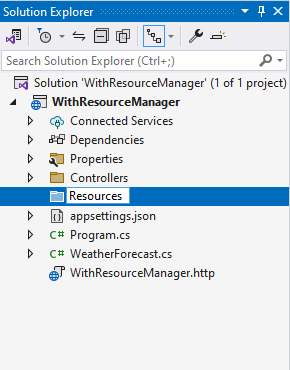 Solution Explorer
Search Solution Explorer (Ctrl+;)
Solution 'WithResourceManager' (1 of 1 project)
WithResourceManager
Connected Services
Dependencies
Properties
Controllers
Resources
appsettings.json
C# Program.cs
C# WeatherForecast.cs
WithResourceManager.http